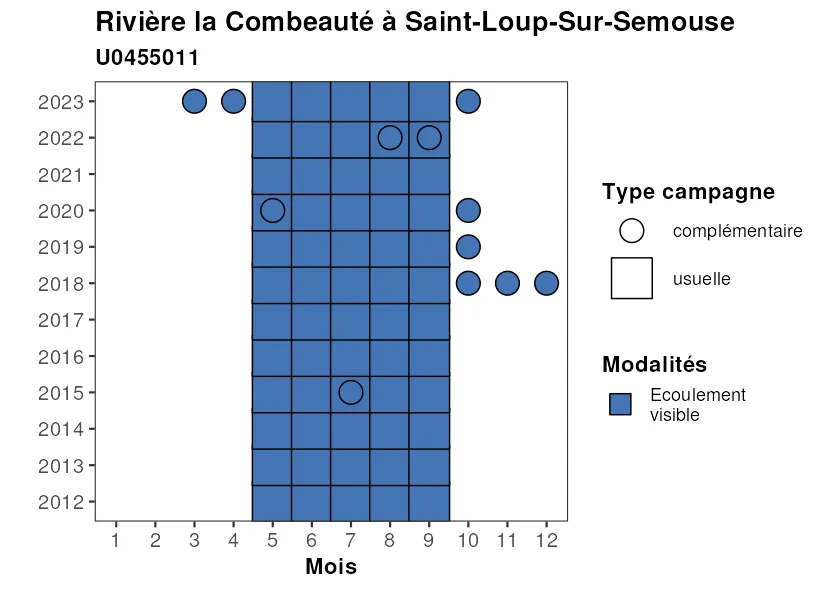 Rivière la Combeauté à Saint-Loup-Sur-Semouse
U0455011
2023
2022
2021
2020
2019
2018
2017
2016
2015
2014
2013
2012
1 2 3 4 5 6 7 8 9 10 11 12
Mois
Type campagne
complémentaire
usuelle
Modalités
Ecoulement
visible